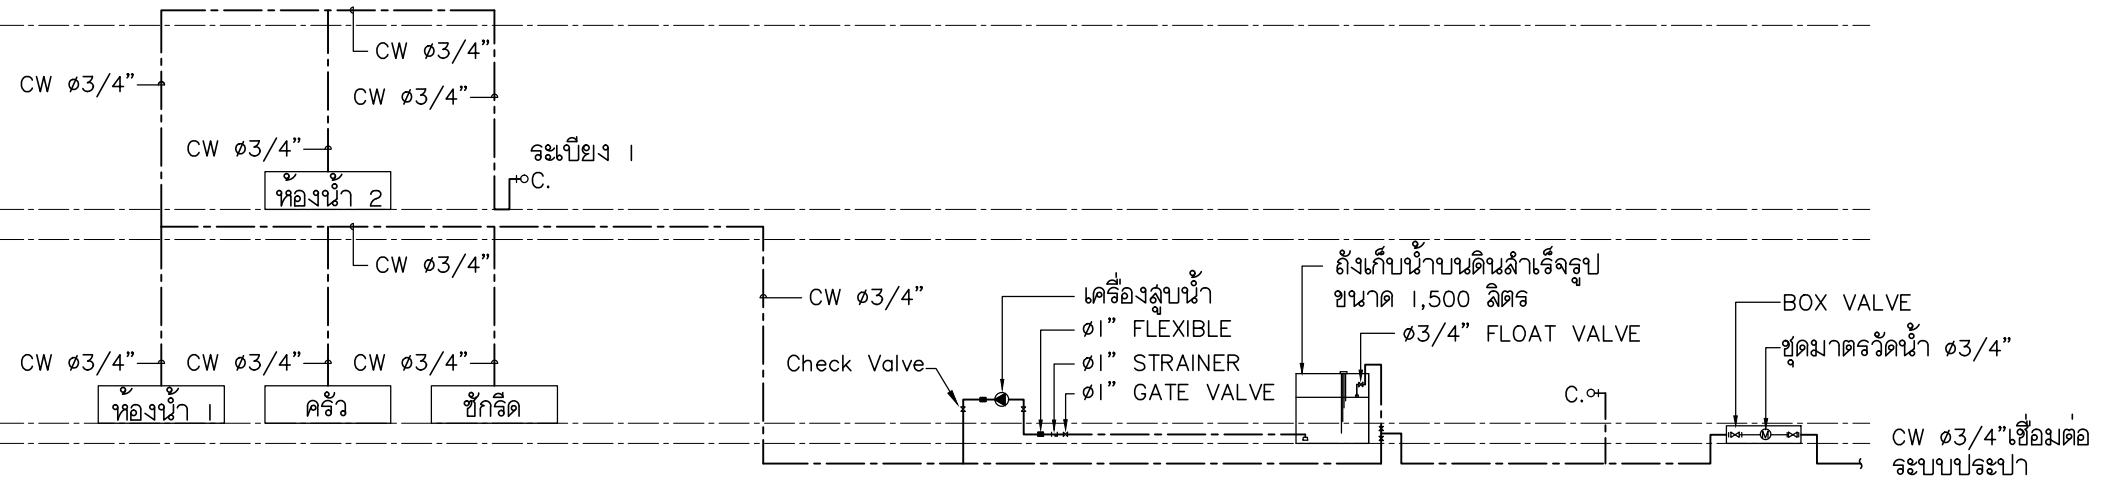 CW ø3/4"
CW ø3/4"
CW ø3/4"
CW ø3/4"
ระเบียง 1
C.
ห้องน้ำ 2
CW ø3/4"
CW ø3/4"
ถังเก็บน้ำบนดินสำเร็จรูป
ขนาด 1,500 ลิตร
เครื่องสูบน้ำ
ø1" FLEXIBLE
ø1" STRAINER
ø1" GATE VALVE
ø3/4" FLOAT VALVE
BOX VALVE
ชุดมาตรวัดน้ำ ø3/4"
Check Valve
CW ø3/4"
CW ø3/4"
CW ø3/4"
ห้องน้ำ 1
ครัว
ซักรีด
C.
M
CW ø3/4"เชื่อมต่อ
ระบบประปา